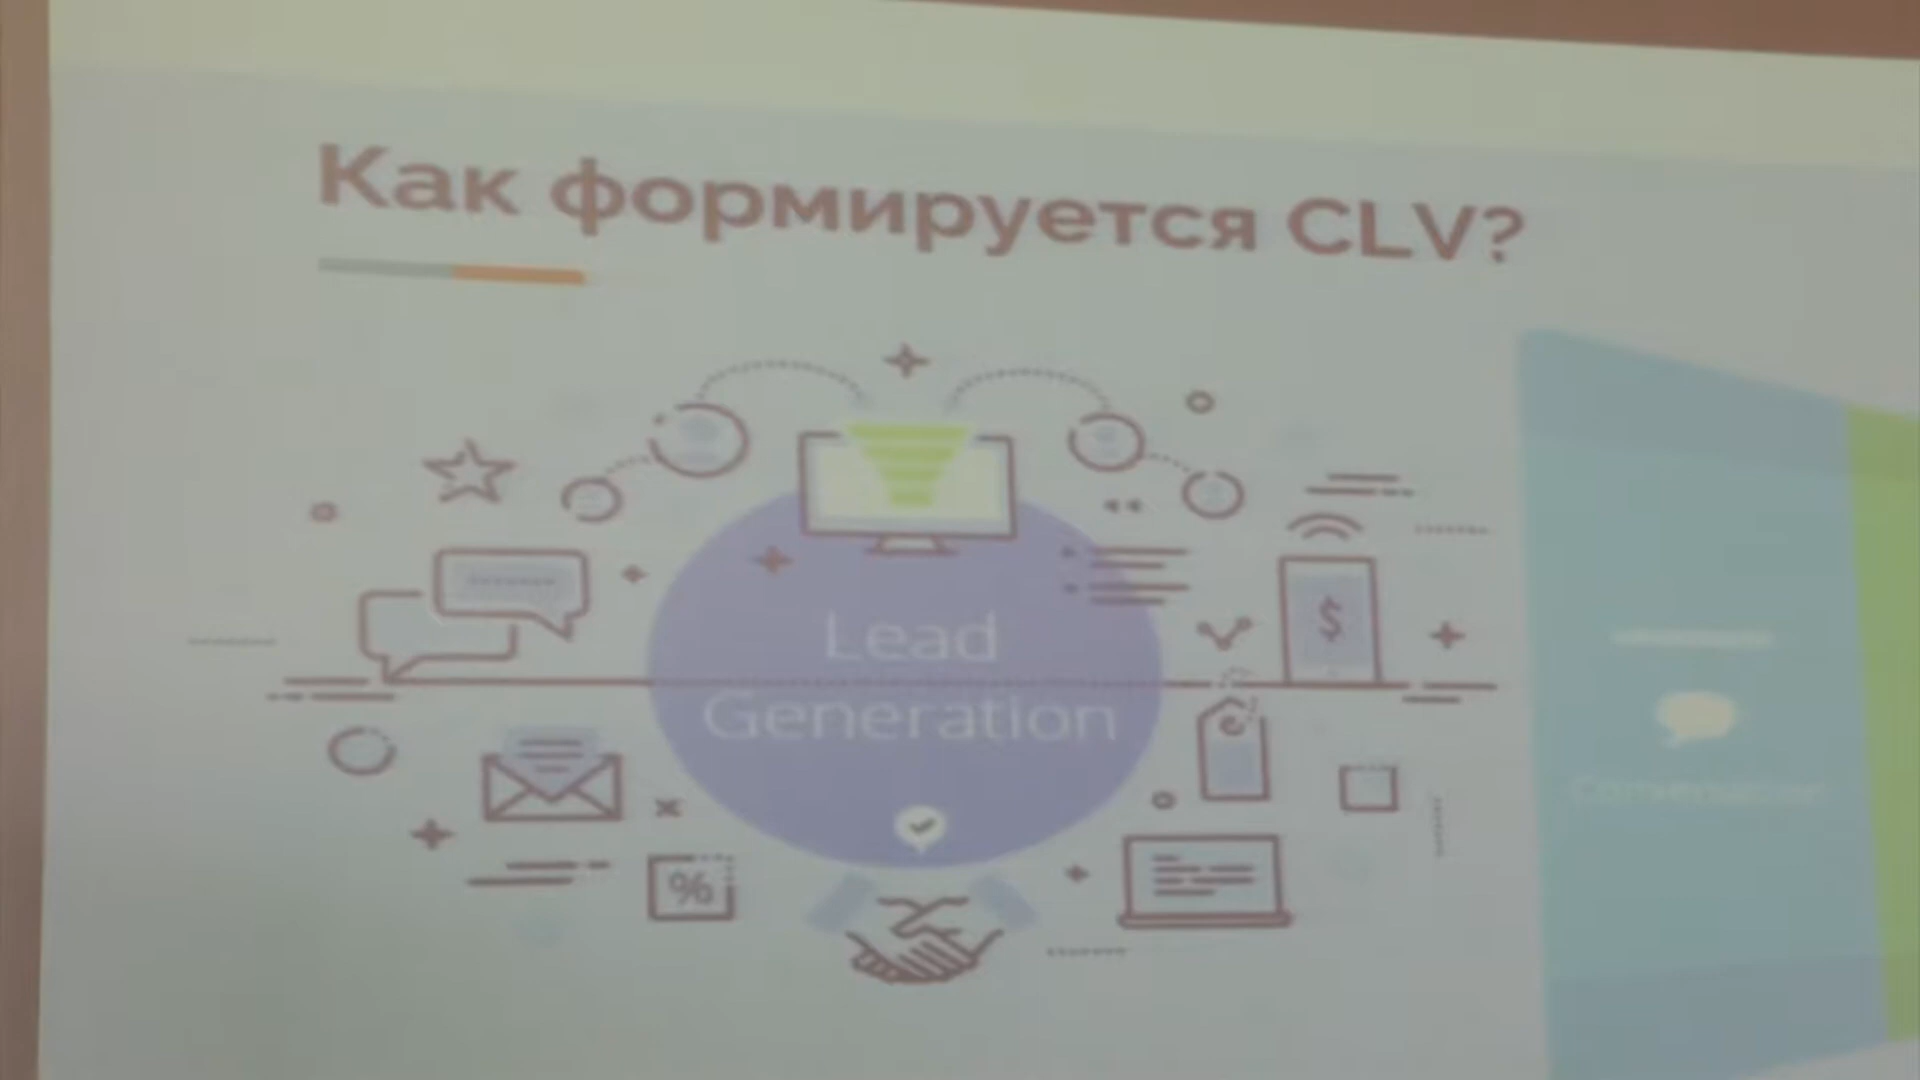 Как формируется CLV?
Lead
Generation
$
%